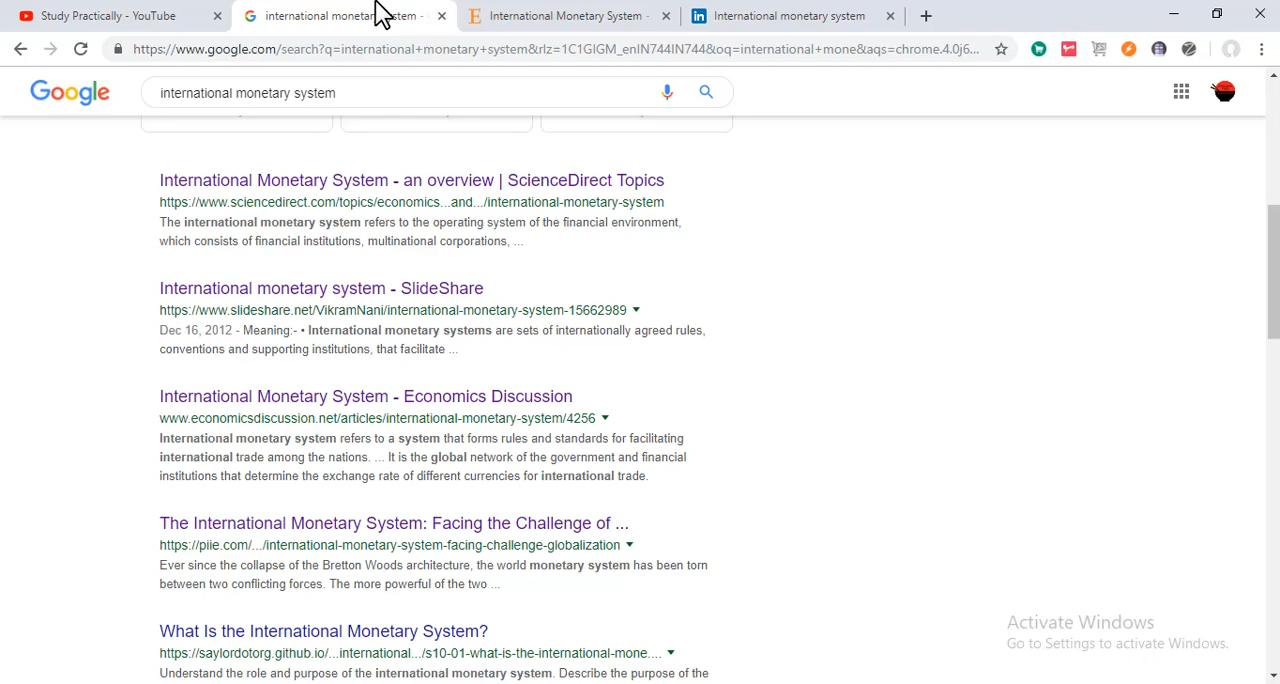 Study Practically - YouTube
international moneta stem -
International Monetary System -
International monetary system
https://www.google.com/search?q=international+monetary+system&rlz=1C1GIGM_enIN744IN744&oq=international+mone&aqs=chrome.4.0j6...
Google
international monetary system
International Monetary System - an overview | ScienceDirect Topics
https://www.sciencedirect.com/topics/economics...and.../international-monetary-system
The international monetary system refers to the operating system of the financial environment,
which consists of financial institutions, multinational corporations, ...
International monetary system - SlideShare
https://www.slideshare.net/VikramNani/international-monetary-system-15662989
Dec 16, 2012 - Meaning:- • International monetary systems are sets of internationally agreed rules,
conventions and supporting institutions, that facilitate ...
International Monetary System - Economics Discussion
www.economicsdiscussion.net/articles/international-monetary-system/4256
International monetary system refers to a system that forms rules and standards for facilitating
international trade among the nations. ... It is the global network of the government and financial
institutions that determine the exchange rate of different currencies for international trade.
The International Monetary System: Facing the Challenge of ...
https://piie.com/.../international-monetary-system-facing-challenge-globalization
Ever since the collapse of the Bretton Woods architecture, the world monetary system has been torn
between two conflicting forces. The more powerful of the two ...
What Is the International Monetary System?
https://saylordotorg.github.io/...international.../s10-01-what-is-the-international-mone....
Understand the role and purpose of the international monetary system. Describe the purpose of the
Activate Windows
Go to Settings to activate Windows.